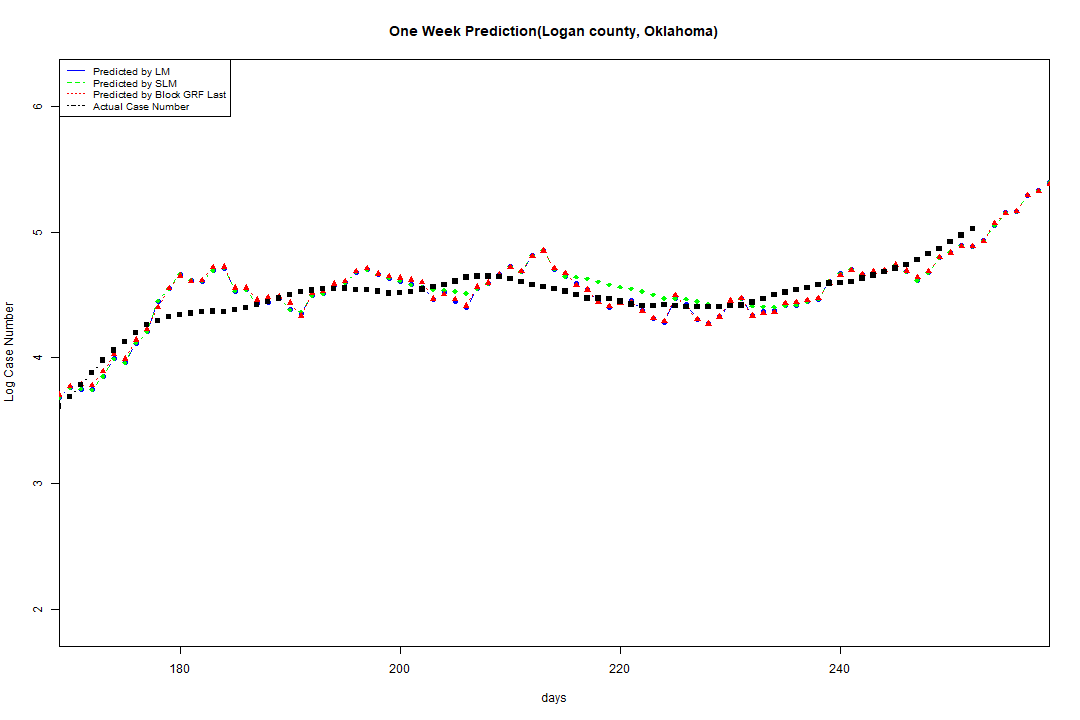 One Week Prediction(Logan county, Oklahoma)
Predicted by LM
Predicted by SLM
Predicted by Block GRF Last
Actual Case Number
6
5
4
3
2
Log Case Number
180 200 220 240
days